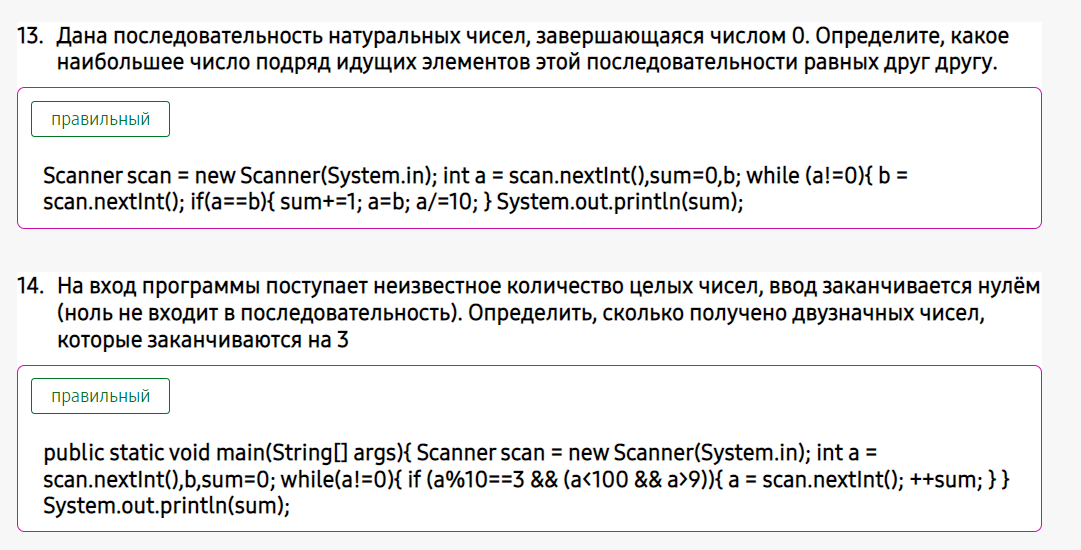 13. Дана последовательность натуральных чисел, завершающаяся числом 0. Определите, какое
наибольшее число подряд идущих элементов этой последовательности равных друг другу.
правильный
Scanner scan = new Scanner(System.in); int a = scan.nextInt(),sum=0,b; while (a!=0){ b =
scan.nextInt(); if(a==b){ sum+=1; a=b; a/=10; } System.out.println(sum);
14. На вход программы поступает неизвестное количество целых чисел, ввод заканчивается нулём
(ноль не входит в последовательность). Определить, сколько получено двузначных чисел,
которые заканчиваются на 3
правильный
public static void main(String[] args){ Scanner scan = new Scanner(System.in); int a =
scan.nextInt(),b,sum=0; while(a!=0){ if (a%10==3 && (a<100 && a>9)){ a = scan.nextInt(); ++sum; } }
System.out.println(sum);